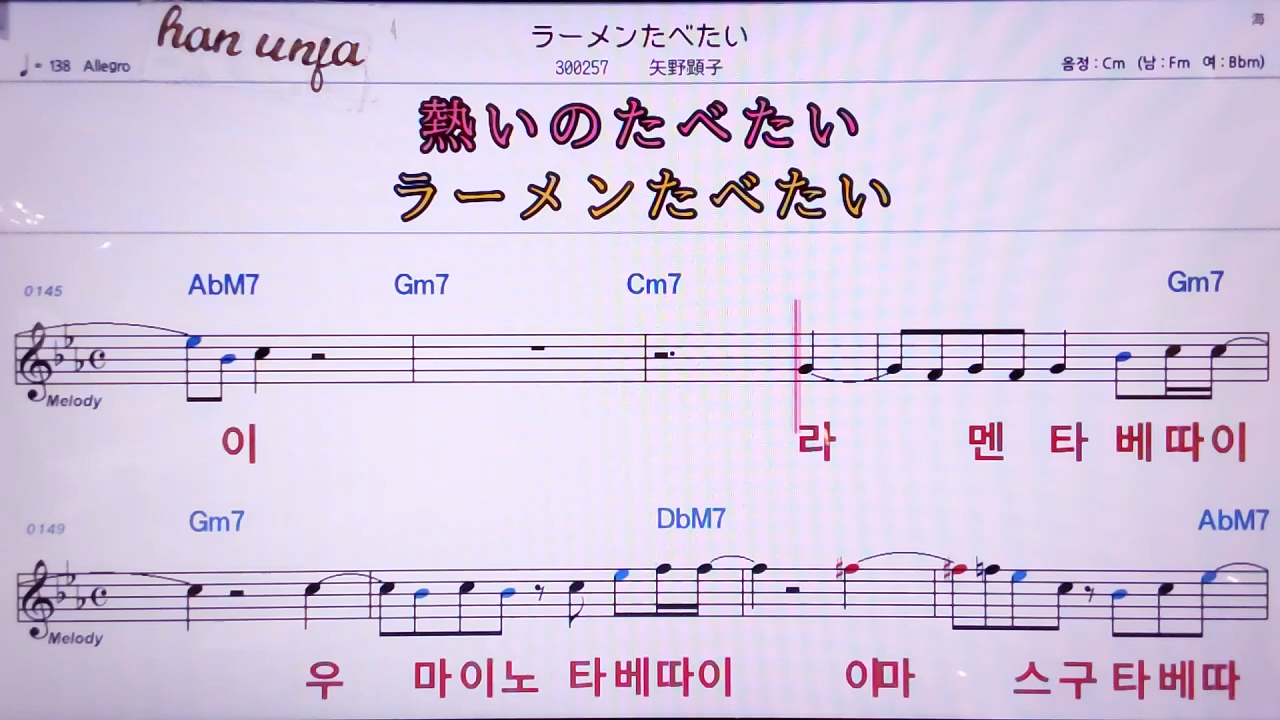 han unfa
ラーメンたべたい
海
♩= 138 Allegro
300257 矢野顕子
음정 : Cm (남 : Fm 여 : Bbm)
熱いのたべたい
ラーメンたべたい
0145 AbM7 Gm7 Cm7 Gm7
Melody
이 라 멘 타 베 따 이
0149 Gm7 DbM7 AbM7
Melody
우 마 이 노 타 베 따 이 이 마 스 구 타 베 따